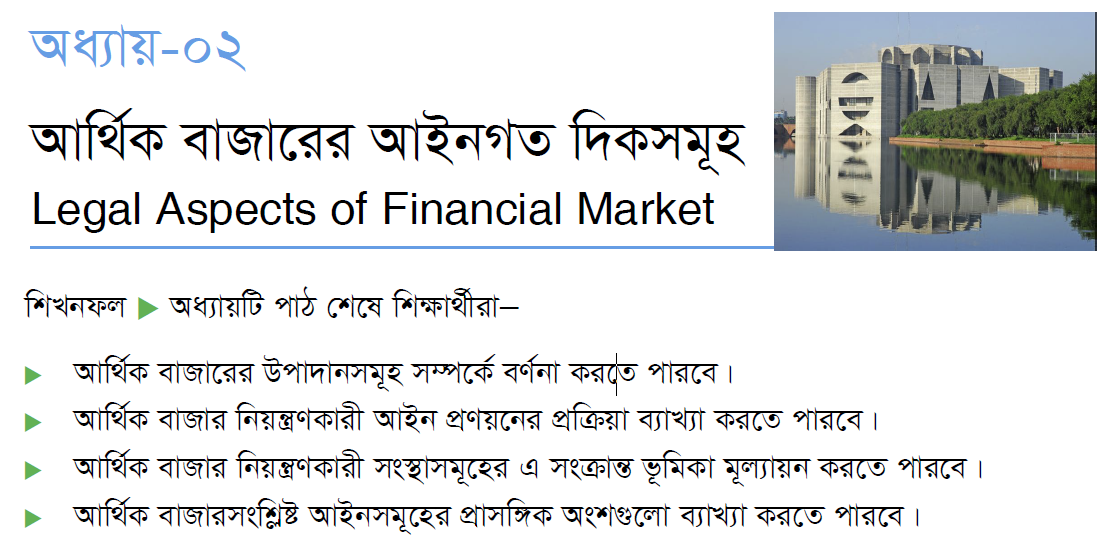 অধ্যায়-০২
আর্থিক বাজারের আইনগত দিকসমূহ
Legal Aspects of Financial Market
শিখনফল ▶ অধ্যায়টি পাঠ শেষে শিক্ষার্থীরা–
▶ আর্থিক বাজারের উপাদানসমূহ সম্পর্কে বর্ণনা করতে পারবে।
▶ আর্থিক বাজার নিয়ন্ত্রণকারী আইন প্রণয়নের প্রক্রিয়া ব্যাখ্যা করতে পারবে।
▶ আর্থিক বাজার নিয়ন্ত্রণকারী সংস্থাসমূহের এ সংক্রান্ত ভূমিকা মূল্যায়ন করতে পারবে।
▶ আর্থিক বাজারসংশ্লিষ্ট আইনসমূহের প্রাসঙ্গিক অংশগুলো ব্যাখ্যা করতে পারবে।